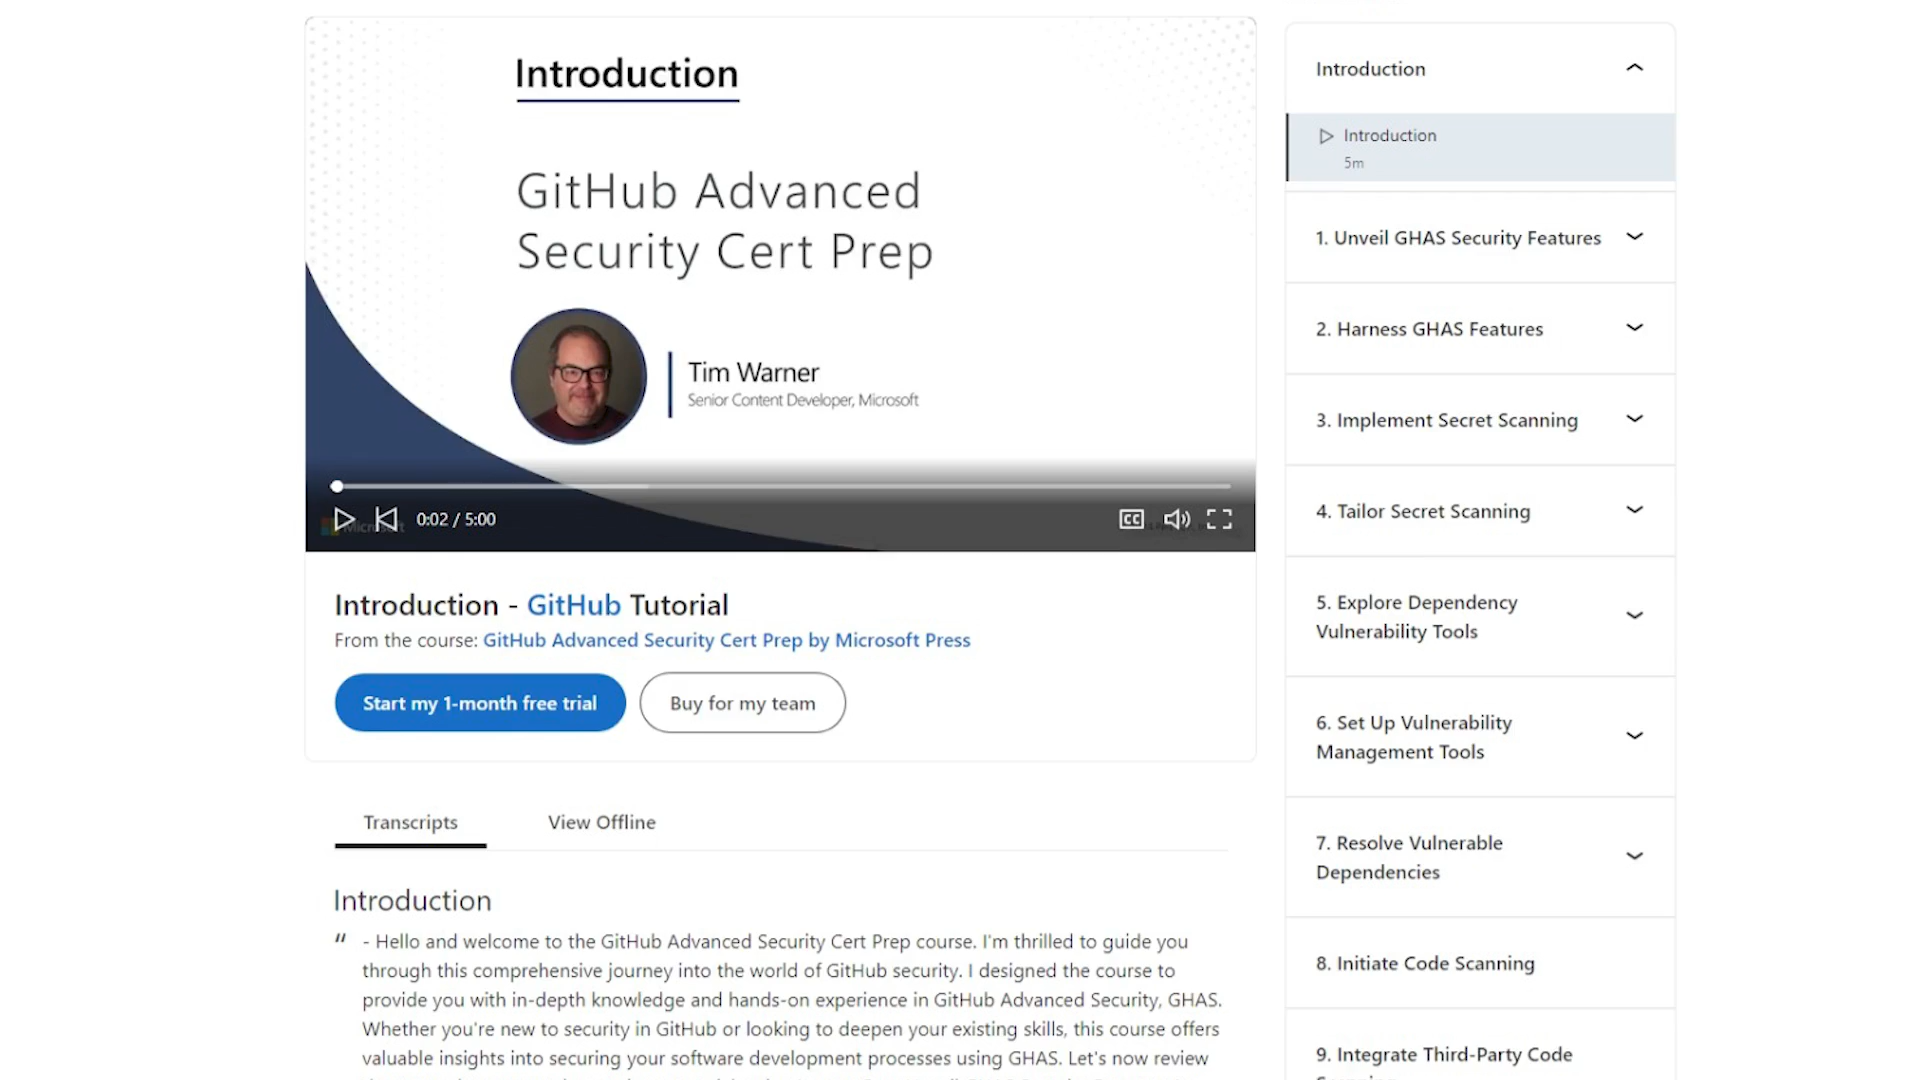 Introduction
GitHub Advanced
Security Cert Prep
Tim Warner
Senior Content Developer, Microsoft
0:02 / 5:00
CC
Introduction - GitHub Tutorial
From the course: GitHub Advanced Security Cert Prep by Microsoft Press
Start my 1-month free trial
Buy for my team
Transcripts
View Offline
Introduction
" - Hello and welcome to the GitHub Advanced Security Cert Prep course. I'm thrilled to guide you
through this comprehensive journey into the world of GitHub security. I designed the course to
provide you with in-depth knowledge and hands-on experience in GitHub Advanced Security, GHAS.
Whether you're new to security in GitHub or looking to deepen your existing skills, this course offers
valuable insights into securing your software development processes using GHAS. Let's now review
Introduction
Introduction
5m
1. Unveil GHAS Security Features
2. Harness GHAS Features
3. Implement Secret Scanning
4. Tailor Secret Scanning
5. Explore Dependency
Vulnerability Tools
6. Set Up Vulnerability
Management Tools
7. Resolve Vulnerable
Dependencies
8. Initiate Code Scanning
9. Integrate Third-Party Code